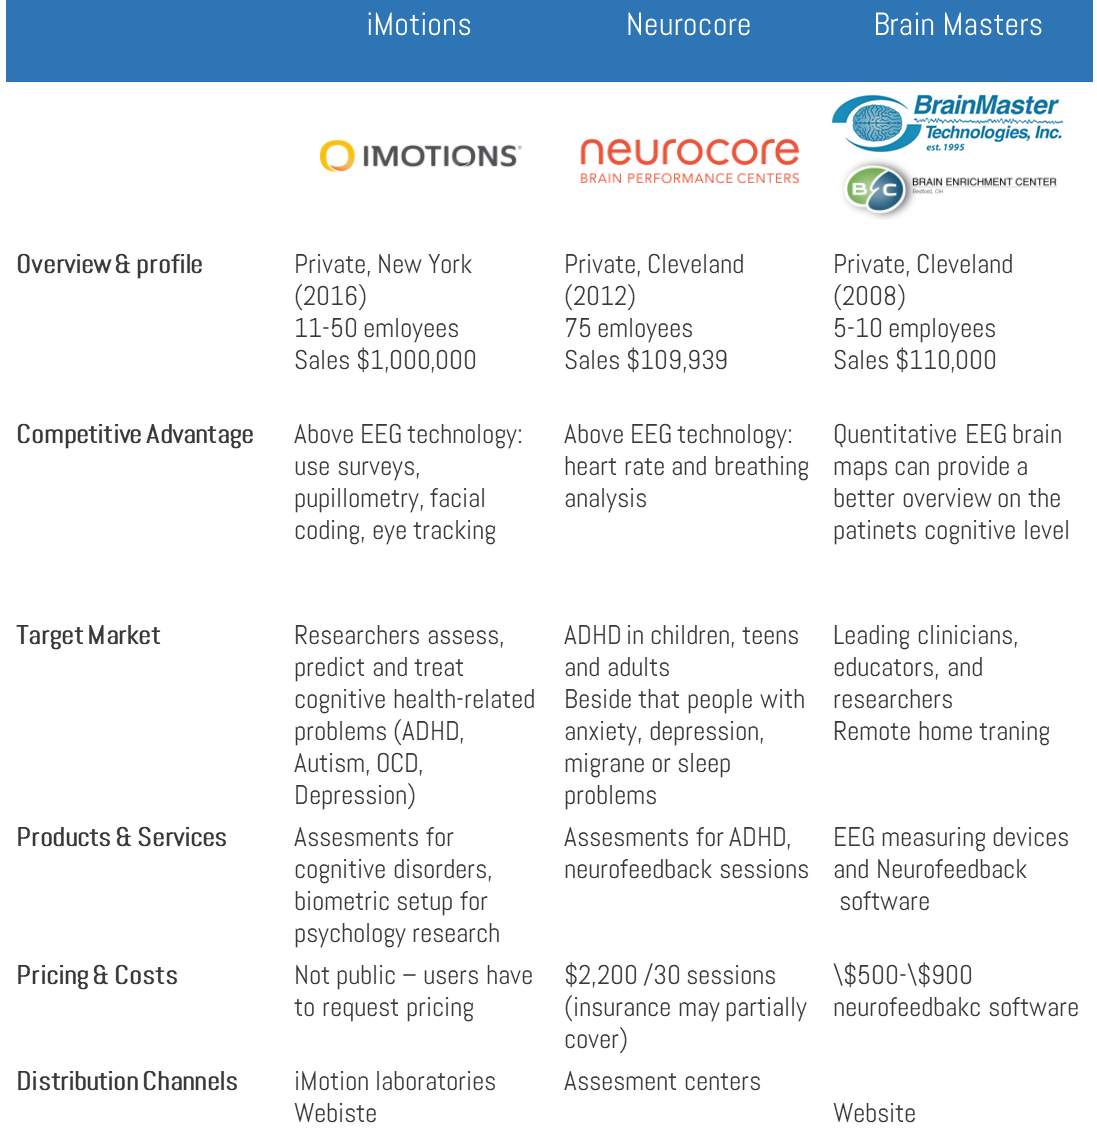 iMotions
Neurocore
Brain Masters
IMOTIONS®
neurocore
BRAIN PERFORMANCE CENTERS
BrainMaster
Technologies, Inc.
est. 1995
BEC
BRAIN ENRICHMENT CENTER
Bedford, OH
Overview & profile
Private, New York
(2016)
11-50 emloyees
Sales $1,000,000
Private, Cleveland
(2012)
75 emloyees
Sales $109,939
Private, Cleveland
(2008)
5-10 employees
Sales $110,000
Competitive Advantage
Above EEG technology:
use surveys,
pupillometry, facial
coding, eye tracking
Above EEG technology:
heart rate and breathing
analysis
Quentitative EEG brain
maps can provide a
better overview on the
patinets cognitive level
Target Market
Researchers assess,
predict and treat
cognitive health-related
problems (ADHD,
Autism, OCD,
Depression)
ADHD in children, teens
and adults
Beside that people with
anxiety, depression,
migrane or sleep
problems
Leading clinicians,
educators, and
researchers
Remote home traning
Products & Services
Assesments for
cognitive disorders,
biometric setup for
psychology research
Assesments for ADHD,
neurofeedback sessions
EEG measuring devices
and Neurofeedback
software
Pricing & Costs
Not public – users have
to request pricing
$2,200 /30 sessions
(insurance may partially
cover)
\$500-\$900
neurofeedbakc software
Distribution Channels
iMotion laboratories
Webiste
Assesment centers
Website